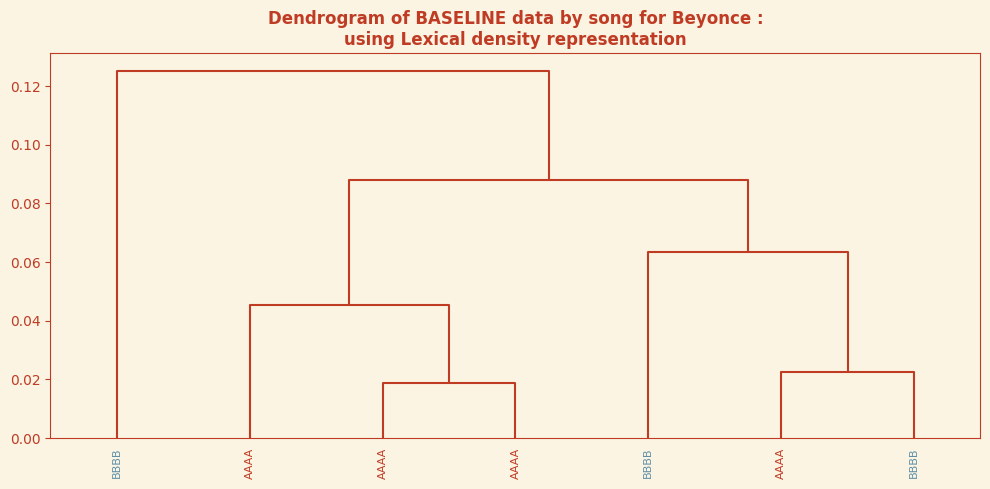 Dendrogram of BASELINE data by song for Beyonce :
using Lexical density representation
0.12
0.10
0.08
0.06
0.04
0.02
0.00
BBBB
AAAA
AAAA
AAAA
BBBB
AAAA
BBBB